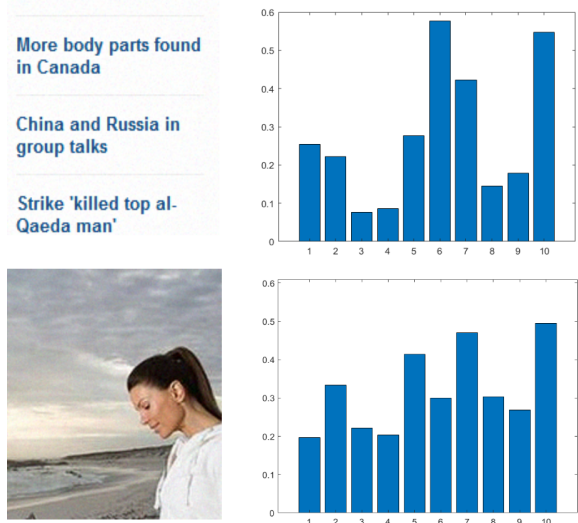 More body parts found
in Canada
China and Russia in
group talks
Strike 'killed top al-
Qaeda man'
0.6
0.5
0.4
0.3
0.2
0.1
0
1 2 3 4 5 6 7 8 9 10
0.6
0.5
0.4
0.3
0.2
0.1
0
1 2 3 4 5 6 7 8 9 10